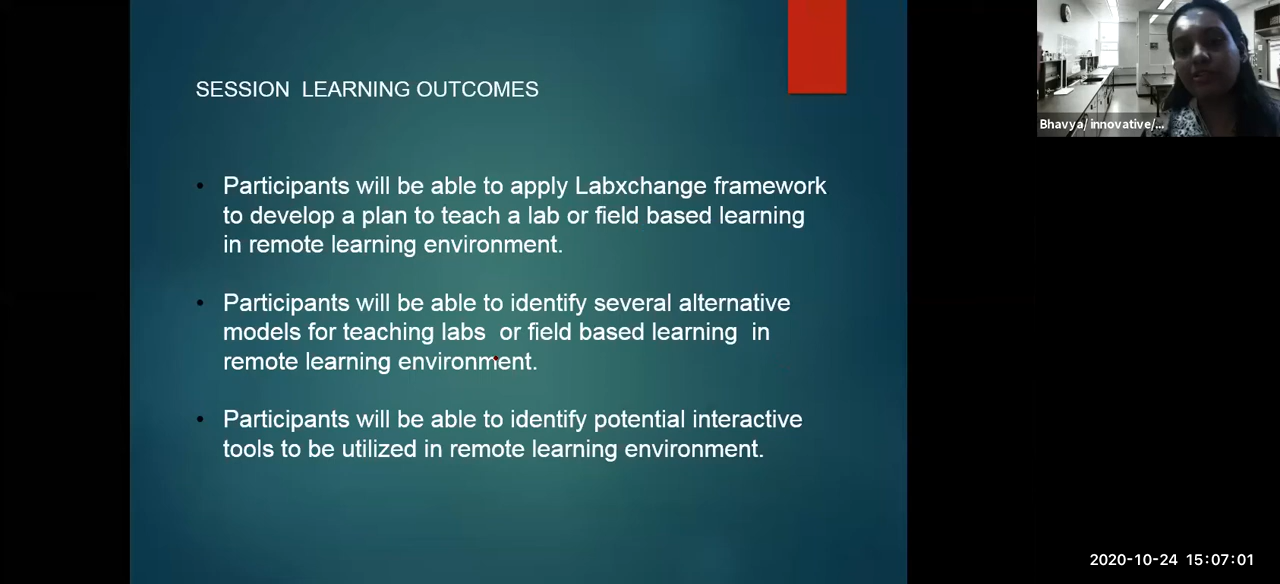 SESSION  LEARNING OUTCOMES
• Participants will be able to apply Labxchange framework
to develop a plan to teach a lab or field based learning
in remote learning environment.
• Participants will be able to identify several alternative
models for teaching labs  or field based learning  in
remote learning environment.
• Participants will be able to identify potential interactive
tools to be utilized in remote learning environment.
Bhavya/ innovative/...
2020-10-24 15:07:01